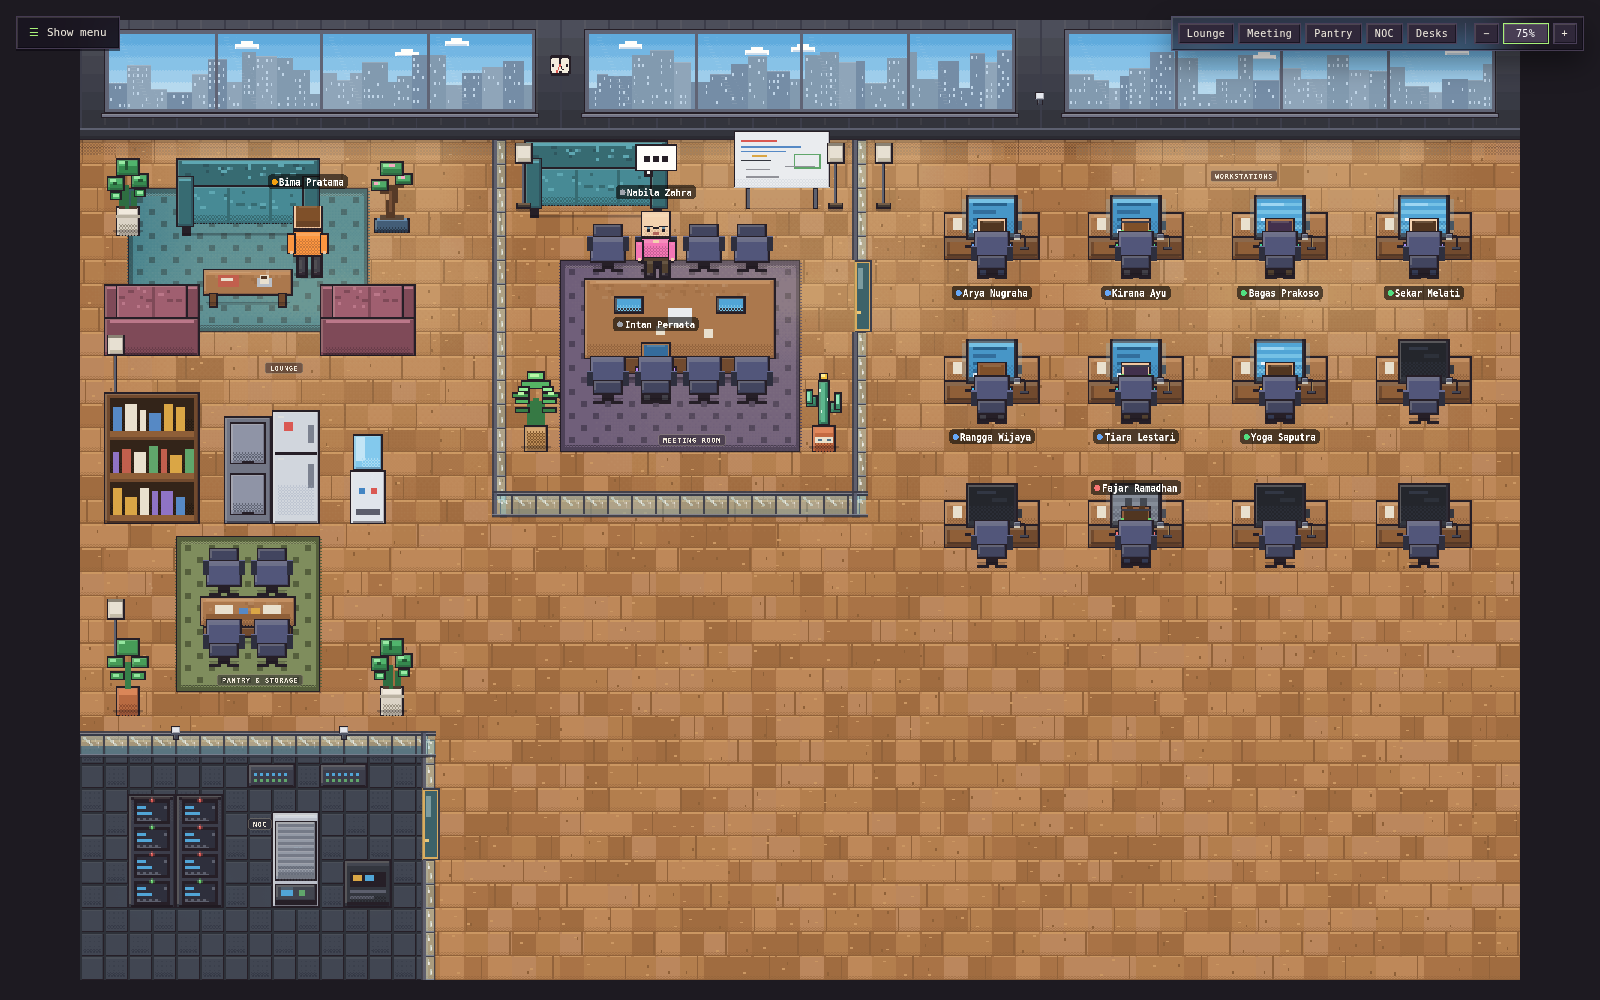 ☰ Show menu
Lounge Meeting Pantry NOC Desks − 75% +
Bima Pratama
Nabila Zahra
WORKSTATIONS
Arya Nugraha
Kirana Ayu
Bagas Prakoso
Sekar Melati
Intan Permata
LOUNGE
MEETING ROOM
Rangga Wijaya
Tiara Lestari
Yoga Saputra
Fajar Ramadhan
PANTRY & STORAGE
NOC